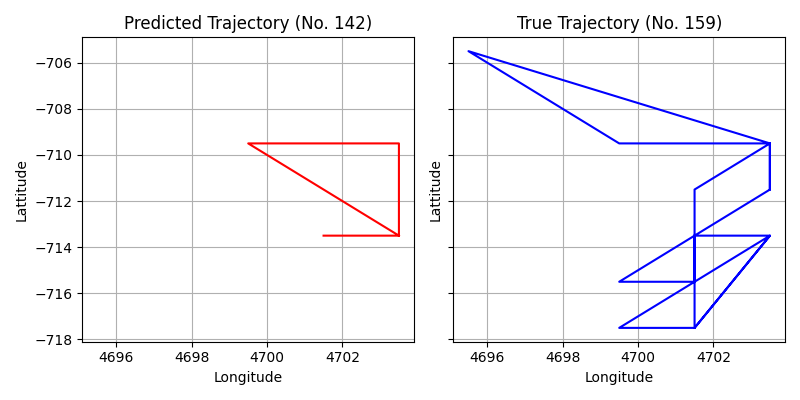 Predicted Trajectory (No. 142)
True Trajectory (No. 159)
−706
−708
−710
−712
−714
−716
−718
Lattitude
Lattitude
4696
4698
4700
4702
4696
4698
4700
4702
Longitude
Longitude